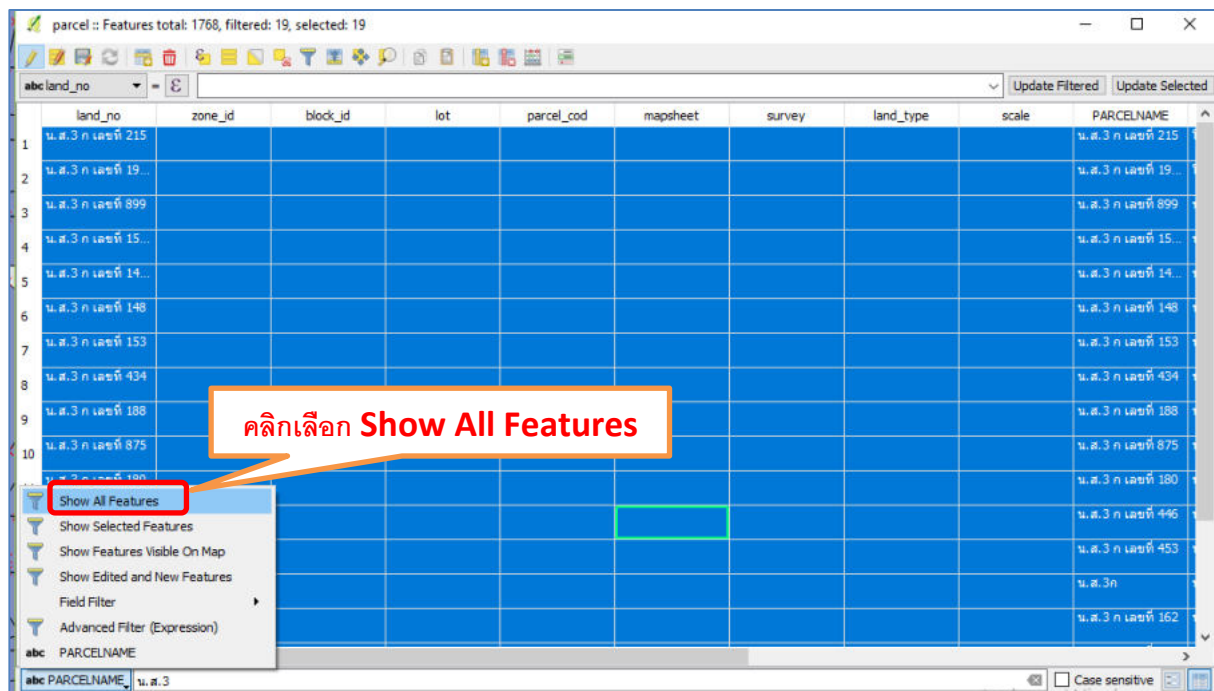 parcel :: Features total: 1768, filtered: 19, selected: 19
abc land_no = ε Update Filtered Update Selected
land_no zone_id block_id lot parcel_cod mapsheet survey land_type scale PARCELNAME
1 น.ส.3 ก เลขที่ 215 น.ส.3 ก เลขที่ 215
2 น.ส.3 ก เลขที่ 19... น.ส.3 ก เลขที่ 19...
3 น.ส.3 ก เลขที่ 899 น.ส.3 ก เลขที่ 899
4 น.ส.3 ก เลขที่ 15... น.ส.3 ก เลขที่ 15...
5 น.ส.3 ก เลขที่ 14... น.ส.3 ก เลขที่ 14...
6 น.ส.3 ก เลขที่ 148 น.ส.3 ก เลขที่ 148
7 น.ส.3 ก เลขที่ 153 น.ส.3 ก เลขที่ 153
8 น.ส.3 ก เลขที่ 434 น.ส.3 ก เลขที่ 434
9 น.ส.3 ก เลขที่ 188 น.ส.3 ก เลขที่ 188
10 น.ส.3 ก เลขที่ 875 น.ส.3 ก เลขที่ 875
น.ส.3 ก เลขที่ 180 น.ส.3 ก เลขที่ 180
น.ส.3 ก เลขที่ 446
น.ส.3 ก เลขที่ 453
น.ส.3ก
น.ส.3 ก เลขที่ 162
คลิกเลือก Show All Features
Show All Features
Show Selected Features
Show Features Visible On Map
Show Edited and New Features
Field Filter
Advanced Filter (Expression)
abc PARCELNAME
abc PARCELNAME น.ส.3 Case sensitive